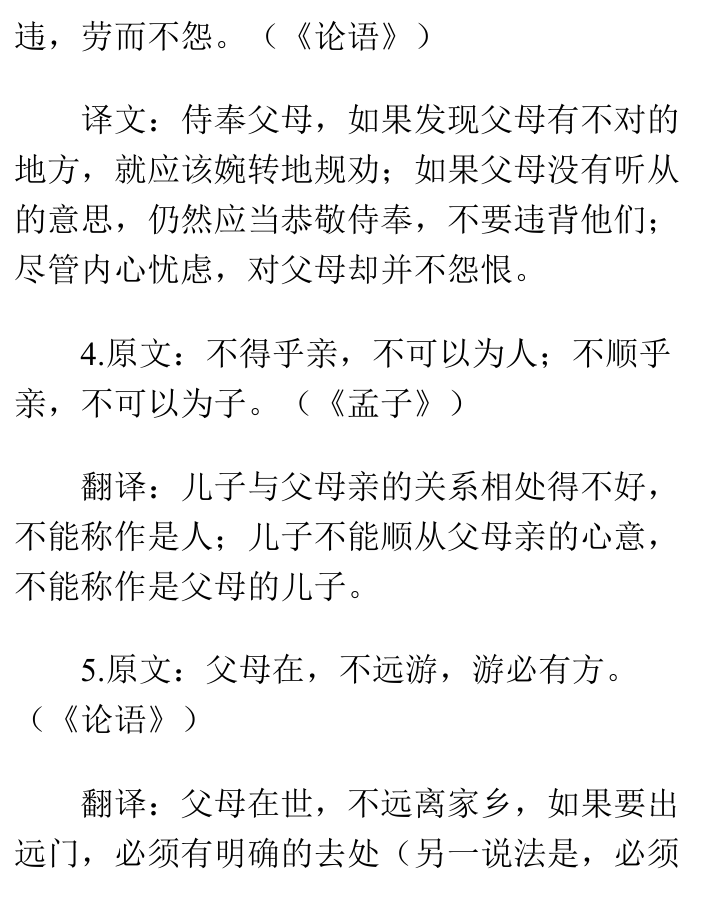 违，劳而不怨。（《论语》）
译文：侍奉父母，如果发现父母有不对的
地方，就应该婉转地规劝；如果父母没有听从
的意思，仍然应当恭敬侍奉，不要违背他们；
尽管内心忧虑，对父母却并不怨恨。
4.原文：不得乎亲，不可以为人；不顺乎
亲，不可以为子。（《孟子》）
翻译：儿子与父母亲的关系相处得不好，
不能称作是人；儿子不能顺从父母亲的心意，
不能称作是父母的儿子。
5.原文：父母在，不远游，游必有方。
（《论语》）
翻译：父母在世，不远离家乡，如果要出
远门，必须有明确的去处（另一说法是，必须